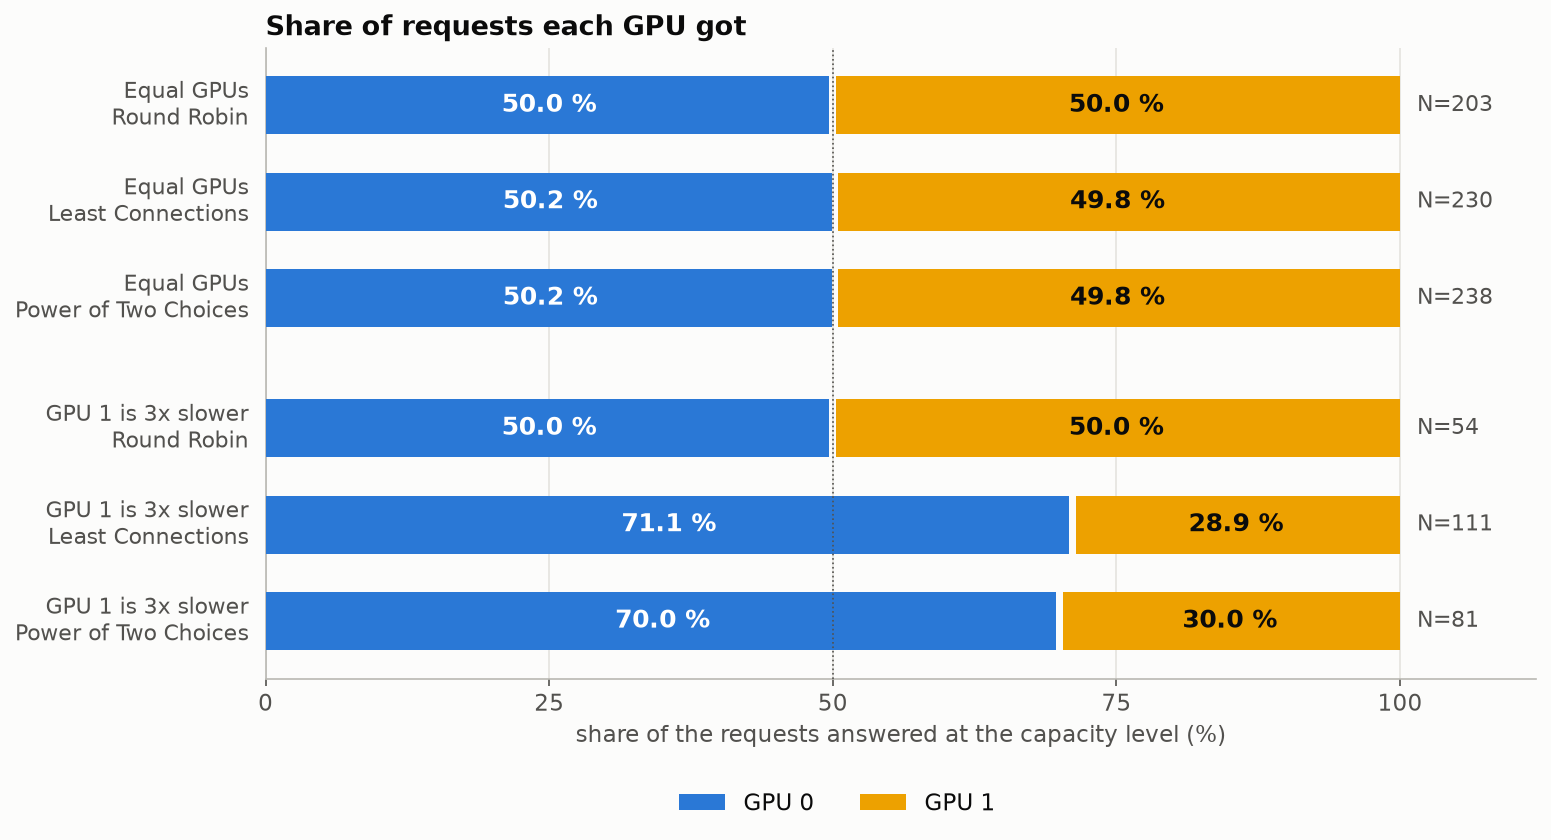 Share of requests each GPU got
Equal GPUs
Round Robin
50.0 %
50.0 %
N=203
Equal GPUs
Least Connections
50.2 %
49.8 %
N=230
Equal GPUs
Power of Two Choices
50.2 %
49.8 %
N=238
GPU 1 is 3x slower
Round Robin
50.0 %
50.0 %
N=54
GPU 1 is 3x slower
Least Connections
71.1 %
28.9 %
N=111
GPU 1 is 3x slower
Power of Two Choices
70.0 %
30.0 %
N=81
0
25
50
75
100
share of the requests answered at the capacity level (%)
GPU 0
GPU 1